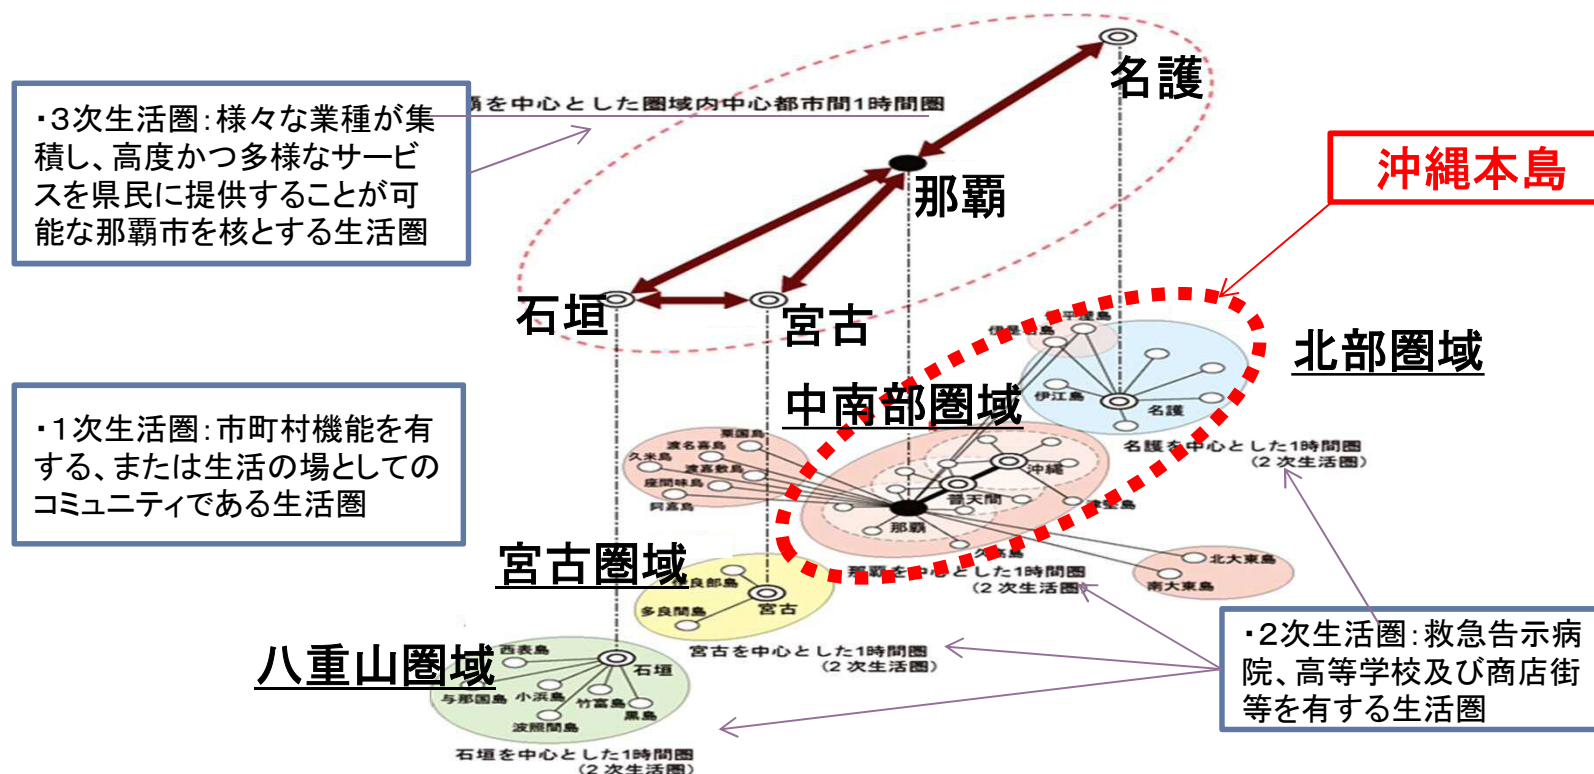 名護
覇を中心とした圏域内中心都市間1時間圏
・３次生活圏：様々な業種が集
積し、高度かつ多様なサービ
スを県民に提供することが可
能な那覇市を核とする生活圏
沖縄本島
那覇
石垣
宮古
平屋島
伊是名島
北部圏域
伊江島
名護
中南部圏域
名護を中心とした1時間圏
(２次生活圏)
・１次生活圏：市町村機能を有
する、または生活の場としての
コミュニティである生活圏
粟国島
渡名喜島
久米島
渡嘉敷島
座間味島
阿嘉島
沖縄
普天間
津堅島
那覇
久高島
北大東島
南大東島
那覇を中心とした1時間圏
(２次生活圏)
宮古圏域
良部島
多良間島
宮古
宮古を中心とした1時間圏
(２次生活圏)
八重山圏域
西表島
石垣
与那国島
小浜島
竹富島
黒島
波照間島
石垣を中心とした1時間圏
(２次生活圏)
・２次生活圏：救急告示病
院、高等学校及び商店街
等を有する生活圏